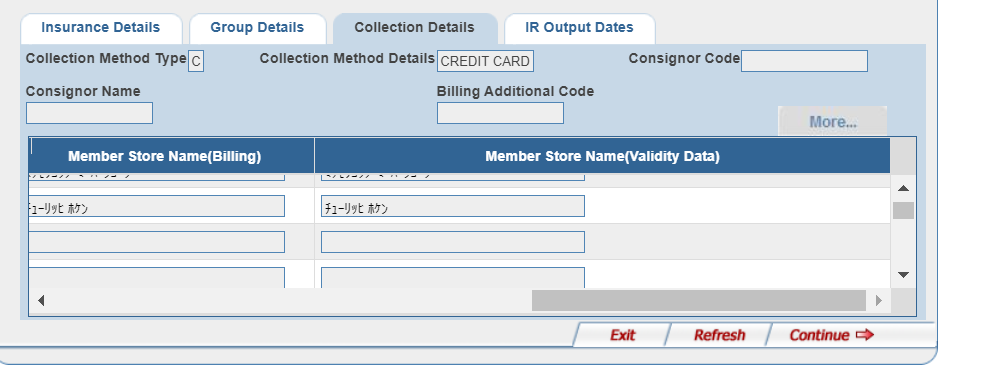 Insurance Details Group Details Collection Details IR Output Dates
Collection Method Type C Collection Method Details CREDIT CARD Consignor Code
Consignor Name Billing Additional Code
More...
Member Store Name(Billing) Member Store Name(Validity Data)
ﾁｭｰﾘｯﾋ ﾎｹﾝ ﾁｭｰﾘｯﾋ ﾎｹﾝ
Exit Refresh Continue